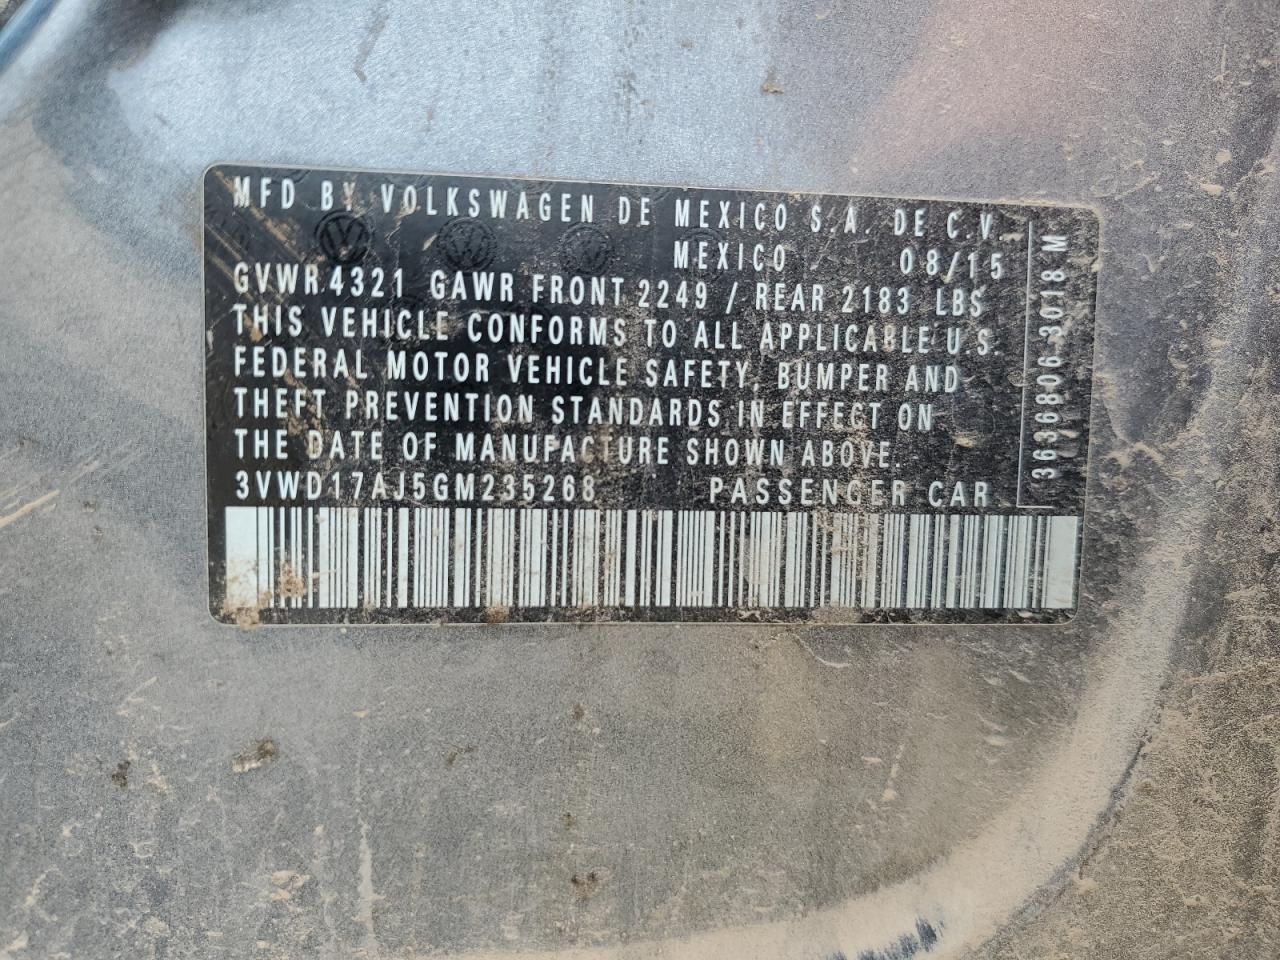 MFD BY VOLKSWAGEN DE MEXICO S.A. DE C.V.
MEXICO 08/15
GVWR 4321 GAWR FRONT 2249 / REAR 2183 LBS
THIS VEHICLE CONFORMS TO ALL APPLICABLE U.S.
FEDERAL MOTOR VEHICLE SAFETY, BUMPER AND
THEFT PREVENTION STANDARDS IN EFFECT ON
THE DATE OF MANUFACTURE SHOWN ABOVE.
3VWD17AJ5GM235268 PASSENGER CAR
3636806 3018 M